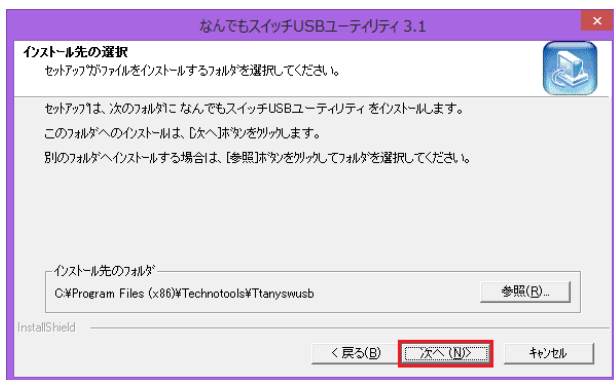 なんでもスイッチUSBユーティリティ 3.1
インストール先の選択
セットアップがファイルをインストールするフォルダを選択してください。
セットアップは、次のフォルダに なんでもスイッチUSBユーティリティ をインストールします。
このフォルダへのインストールは、[次へ]ボタンをクリックします。
別のフォルダへインストールする場合は、[参照]ボタンをクリックしてフォルダを選択してください。
インストール先のフォルダ
C:¥Program Files (x86)¥Technotools¥Ttanyswusb
参照(R)...
InstallShield
< 戻る(B)
次へ(N)>
キャンセル